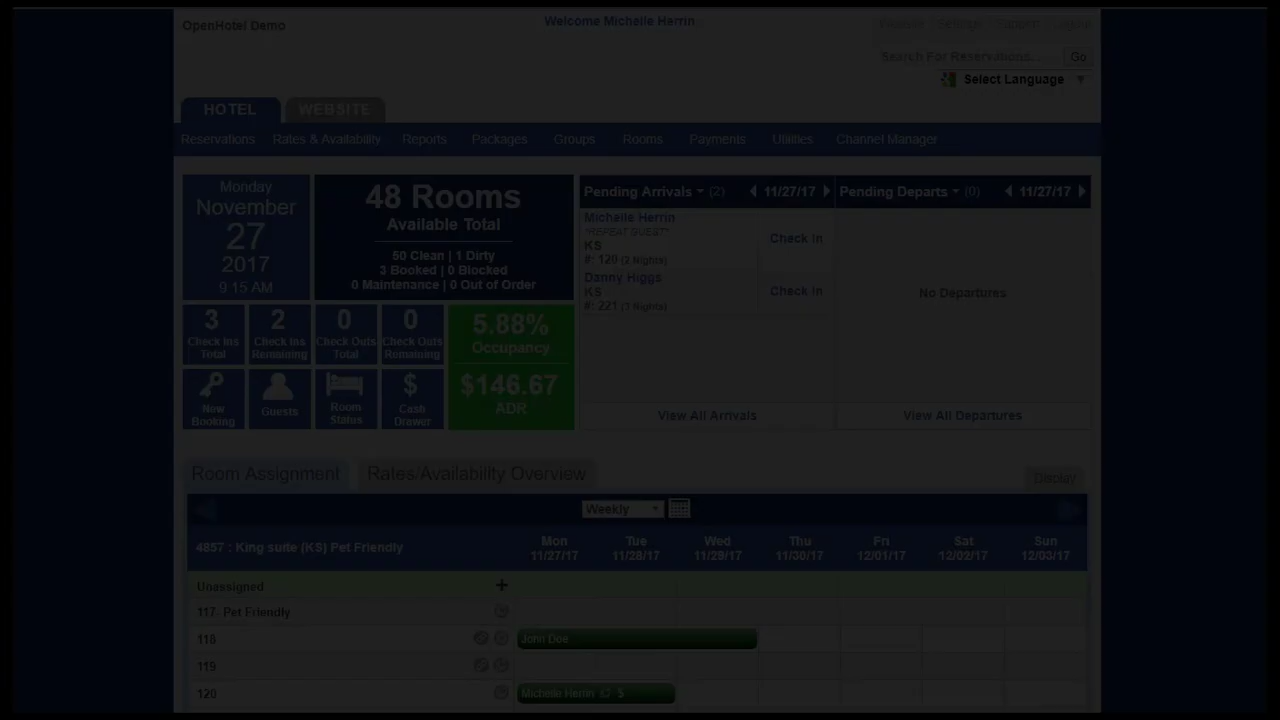 OpenHotel Demo
Welcome Michelle Herrin
Search For Reservations...
Go
Select Language
HOTEL
WEBSITE
Reservations Rates & Availability Reports Packages Groups Rooms Payments Utilities Channel Manager
Monday
November
27
2017
9:15 AM
48 Rooms
Available Total
50 Clean | 1 Dirty
3 Booked | 0 Blocked
0 Maintenance | 0 Out of Order
3
Check Ins
Total
2
Check Ins
Remaining
0
Check Outs
Total
0
Check Outs
Remaining
New
Booking
Guests
Room
Status
$
Cash
Drawer
5.88%
Occupancy
$146.67
ADR
Pending Arrivals (2) 11/27/17
Michelle Herrin
*REPEAT GUEST*
KS
#: 120 (2 Nights)
Check In
Danny Higgs
KS
#: 221 (3 Nights)
Check In
View All Arrivals
Pending Departs (0) 11/27/17
No Departures
View All Departures
Room Assignment
Rates/Availability Overview
Display
Weekly
4857 : King suite (KS) Pet Friendly
Mon
11/27/17
Tue
11/28/17
Wed
11/29/17
Thu
11/30/17
Fri
12/01/17
Sat
12/02/17
Sun
12/03/17
Unassigned +
117- Pet Friendly
118
John Doe
119
120
Michelle Herrin $